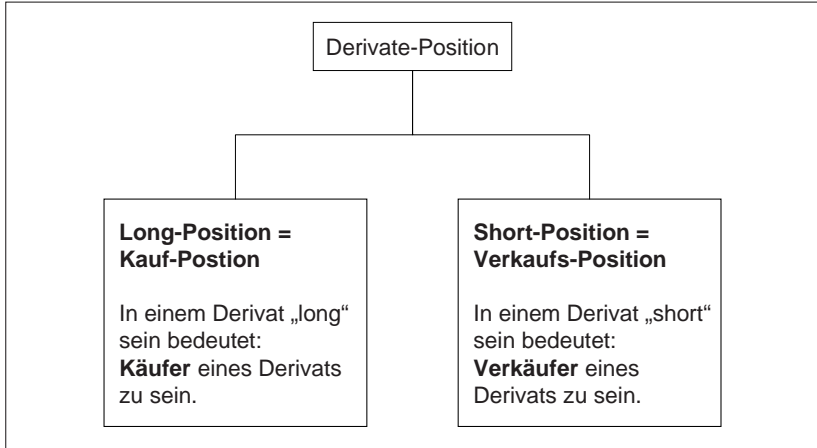 Derivate-Position
Long-Position =
Kauf-Postion
In einem Derivat „long“
sein bedeutet:
Käufer eines Derivats
zu sein.
Short-Position =
Verkaufs-Position
In einem Derivat „short“
sein bedeutet:
Verkäufer eines
Derivats zu sein.